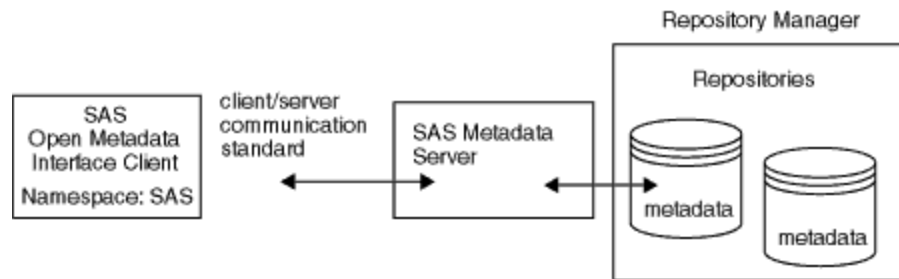 Repository Manager
Repositories
SAS
Open Metadata
Interface Client
Namespace: SAS
client/server
communication
standard
SAS Metadata
Server
metadata
metadata